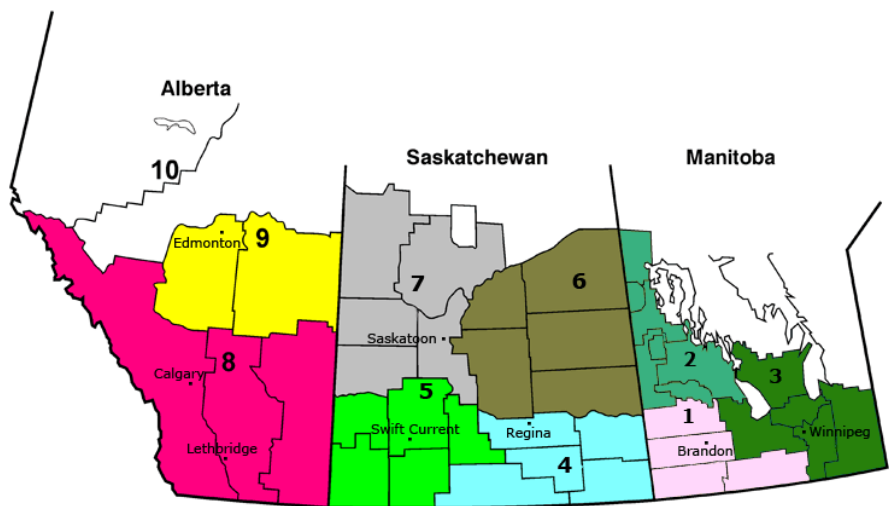 Alberta
Saskatchewan
Manitoba
10
Edmonton
9
7
6
Saskatoon
8
Calgary
2
3
5
1
Swift Current
Regina
Winnipeg
Lethbridge
Brandon
4